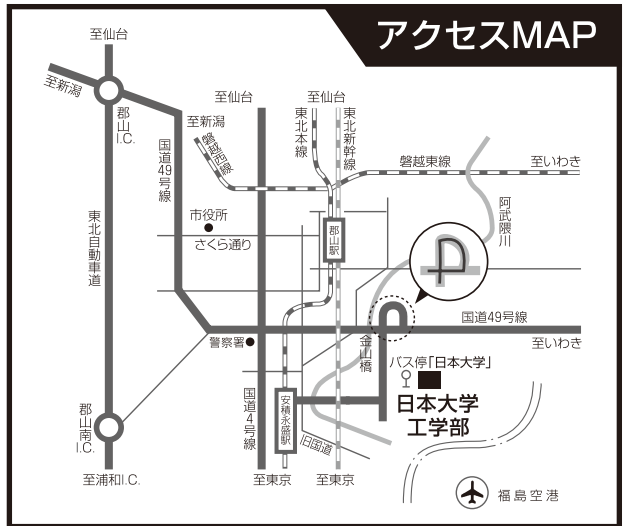 アクセスMAP
至仙台
至新潟
郡山I.C.
国道49号線
至新潟
磐越西線
至仙台
至仙台
東北本線
東北新幹線
磐越東線
至いわき
阿武隈川
市役所
さくら通り
郡山駅
東北自動車道
国道49号線
至いわき
警察署
金山橋
バス停「日本大学」
日本大学
工学部
郡山南I.C.
国道4号線
安積永盛駅
旧国道
至浦和I.C.
至東京
至東京
福島空港